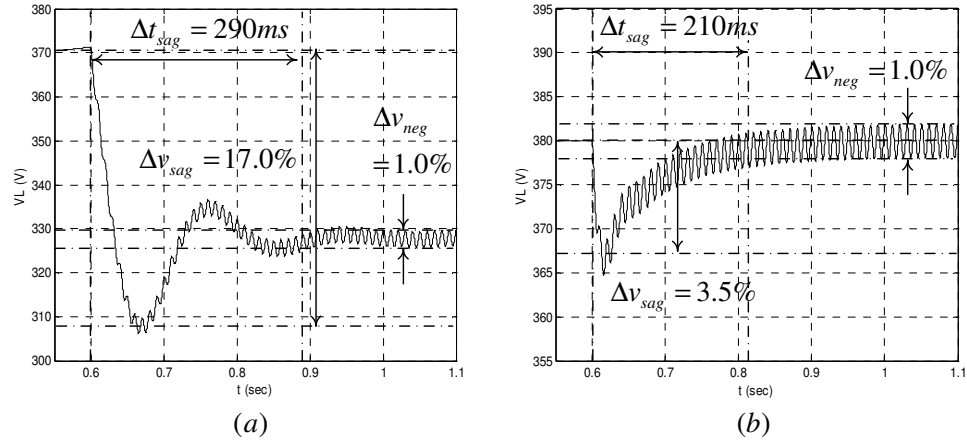 380
370
360
350
340
330
320
310
300
VL (V)
0.6
0.7
0.8
0.9
1
1.1
t (sec)
Δt_sag = 290ms
Δv_sag = 17.0%
Δv_neg
= 1.0%
(a)
395
390
385
380
375
370
365
360
355
VL (V)
0.6
0.7
0.8
0.9
1
1.1
t (sec)
Δt_sag = 210ms
Δv_neg = 1.0%
Δv_sag = 3.5%
(b)